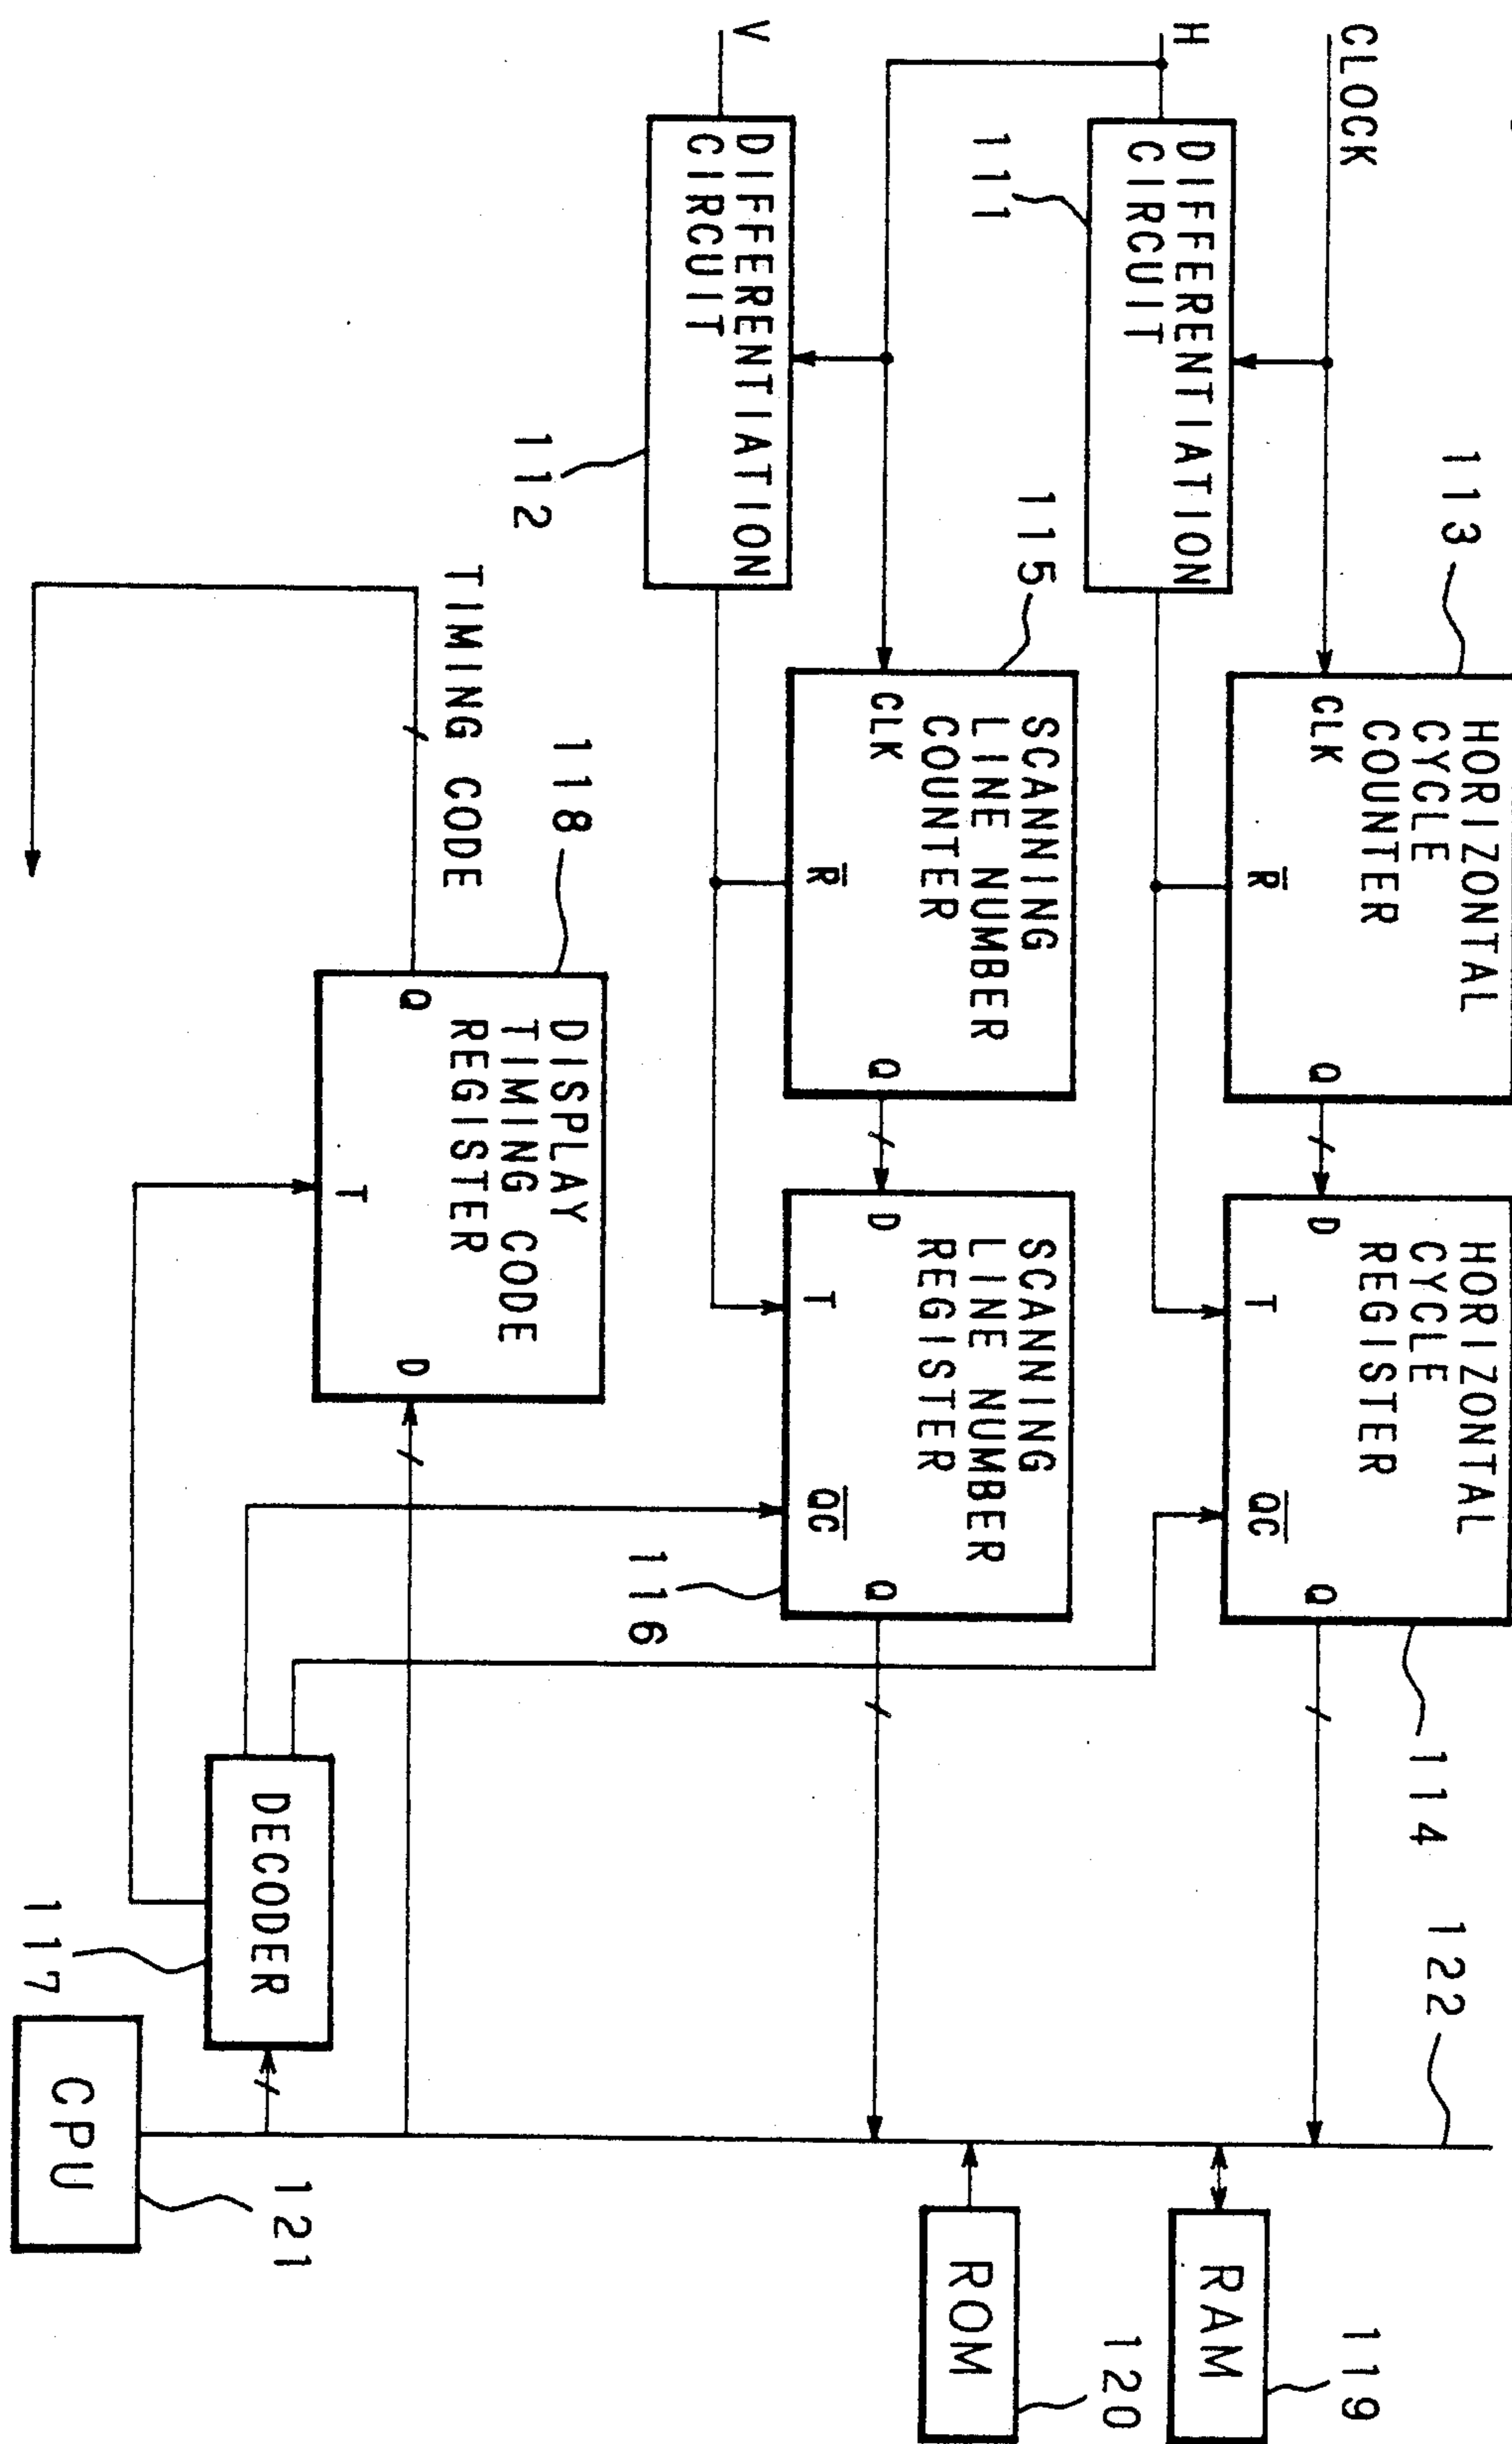 CLOCK
H
V
DIFFERENTIATION
CIRCUIT
111
DIFFERENTIATION
CIRCUIT
112
113
HORIZONTAL
CYCLE
COUNTER
CLK
R̅
Q
115
SCANNING
LINE NUMBER
COUNTER
CLK
R̅
Q
HORIZONTAL
CYCLE
REGISTER
D
T
Q̅C̅
Q
114
SCANNING
LINE NUMBER
REGISTER
D
T
Q̅C̅
Q
116
TIMING CODE
118
DISPLAY
TIMING CODE
REGISTER
Q
T
D
DECODER
117
122
CPU
121
RAM
119
ROM
120